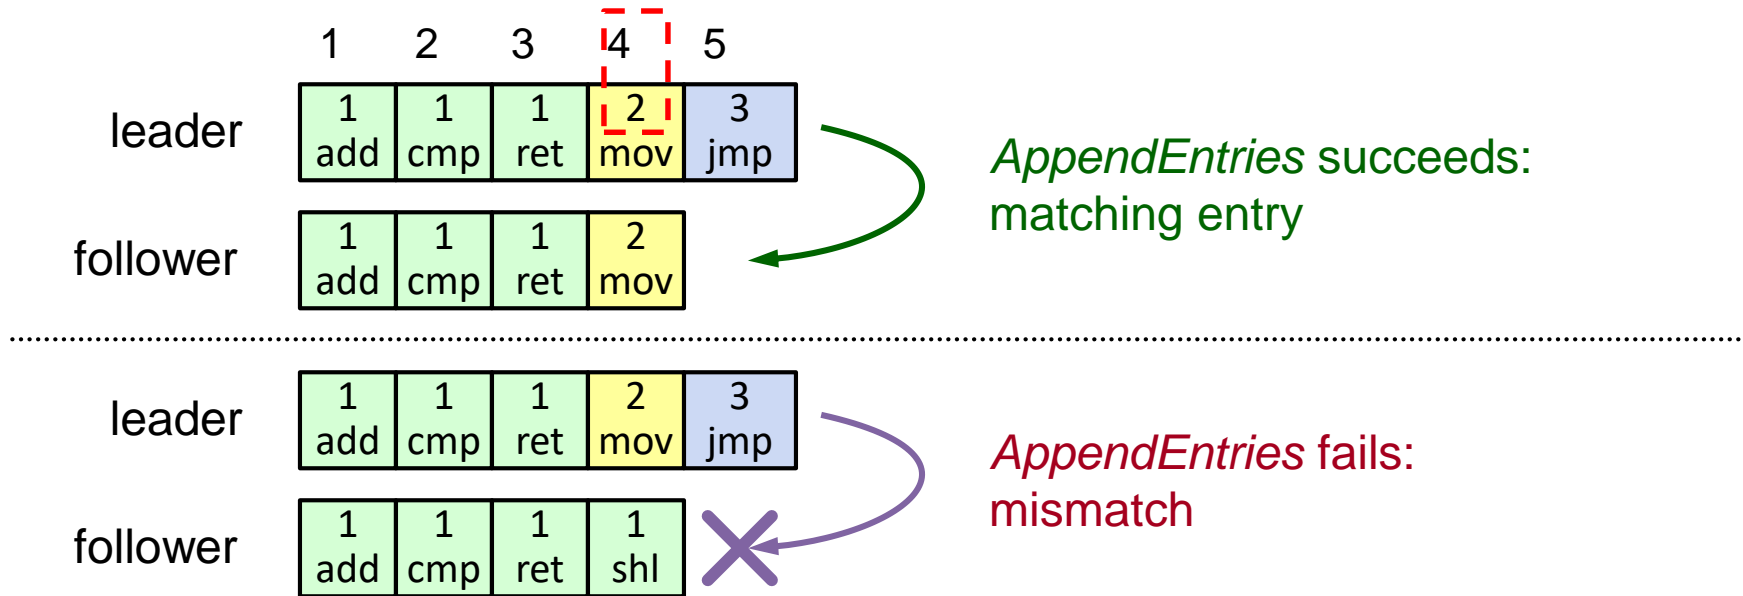 1 2 3 4 5
leader 1 1 1 2 3
add cmp ret mov jmp
AppendEntries succeeds:
matching entry
follower 1 1 1 2
add cmp ret mov
leader 1 1 1 2 3
add cmp ret mov jmp
AppendEntries fails:
mismatch
follower 1 1 1 1
add cmp ret shl